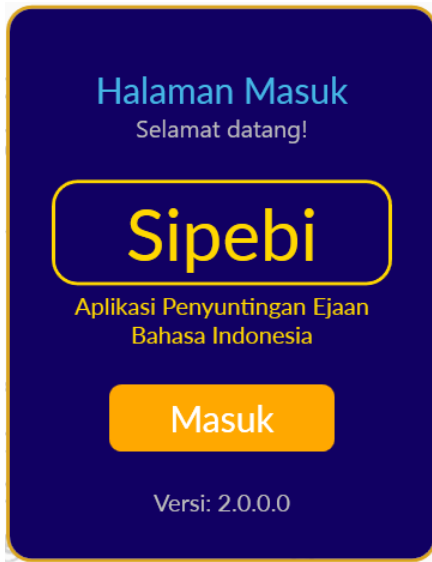 Halaman Masuk
Selamat datang!
Sipebi
Aplikasi Penyuntingan Ejaan
Bahasa Indonesia
Masuk
Versi: 2.0.0.0